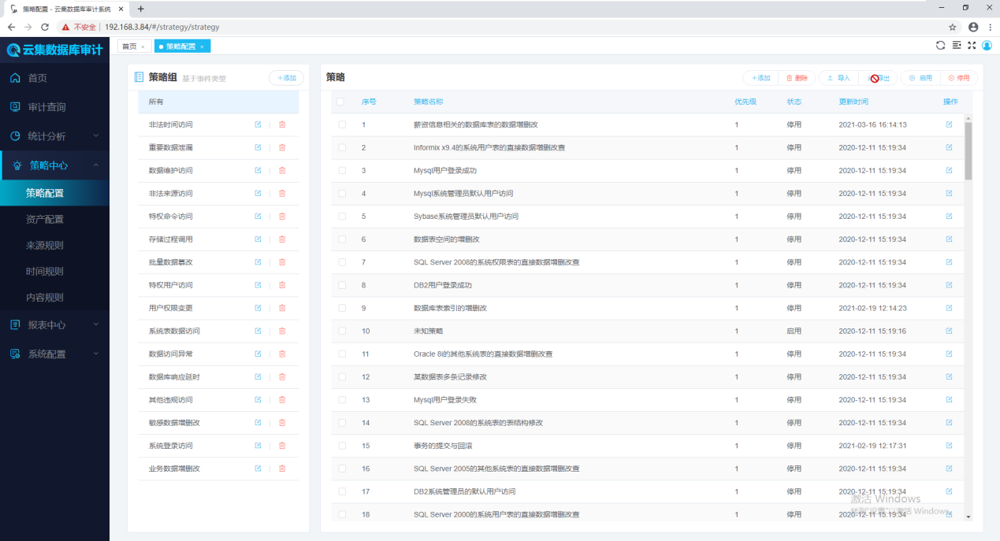 策略配置 - 云集数据库审计系统
不安全 192.168.3.84/#/strategy/strategy
云集数据库审计
首页
审计查询
统计分析
策略中心
策略配置
资产配置
来源规则
时间规则
内容规则
报表中心
系统配置
首页 策略配置
策略组 基于事件类型 +添加
所有
非法时间访问
重要数据泄漏
数据维护访问
非法来源访问
特权命令访问
存储过程调用
批量数据篡改
特权用户访问
用户权限变更
系统表数据访问
数据访问异常
数据库响应延时
其他违规访问
敏感数据增删改
系统登录访问
业务数据增删改
策略 +添加 删除 导入 导出 启用 停用
序号 策略名称 优先级 状态 更新时间 操作
1 薪资信息相关的数据库表的数据增删改 1 停用 2021-03-16 16:14:13
2 Informix x9.4的系统用户表的直接数据增删改查 1 停用 2020-12-11 15:19:34
3 Mysql用户登录成功 1 停用 2020-12-11 15:19:34
4 Mysql系统管理员默认用户访问 1 停用 2020-12-11 15:19:34
5 Sybase系统管理员默认用户访问 1 停用 2020-12-11 15:19:34
6 数据表空间的增删改 1 停用 2020-12-11 15:19:34
7 SQL Server 2008的系统权限表的直接数据增删改查 1 停用 2020-12-11 15:19:34
8 DB2用户登录成功 1 停用 2020-12-11 15:19:34
9 数据库表索引的增删改 1 停用 2021-02-19 12:14:23
10 未知策略 1 启用 2020-12-11 15:19:16
11 Oracle 8i的其他系统表的直接数据增删改查 1 停用 2020-12-11 15:19:34
12 某数据表多条记录修改 1 停用 2020-12-11 15:19:34
13 Mysql用户登录失败 1 停用 2020-12-11 15:19:34
14 SQL Server 2008的系统表的表结构修改 1 停用 2020-12-11 15:19:34
15 事务的提交与回滚 1 停用 2021-02-19 12:17:31
16 SQL Server 2005的其他系统表的直接数据增删改查 1 停用 2020-12-11 15:19:34
17 DB2系统管理员的默认用户访问 1 停用 2020-12-11 15:19:34
18 SQL Server 2000的系统用户表的直接数据增删改查 1 停用 2020-12-11 15:19:34
激活 Windows
转到"设置"以激活 Windows。